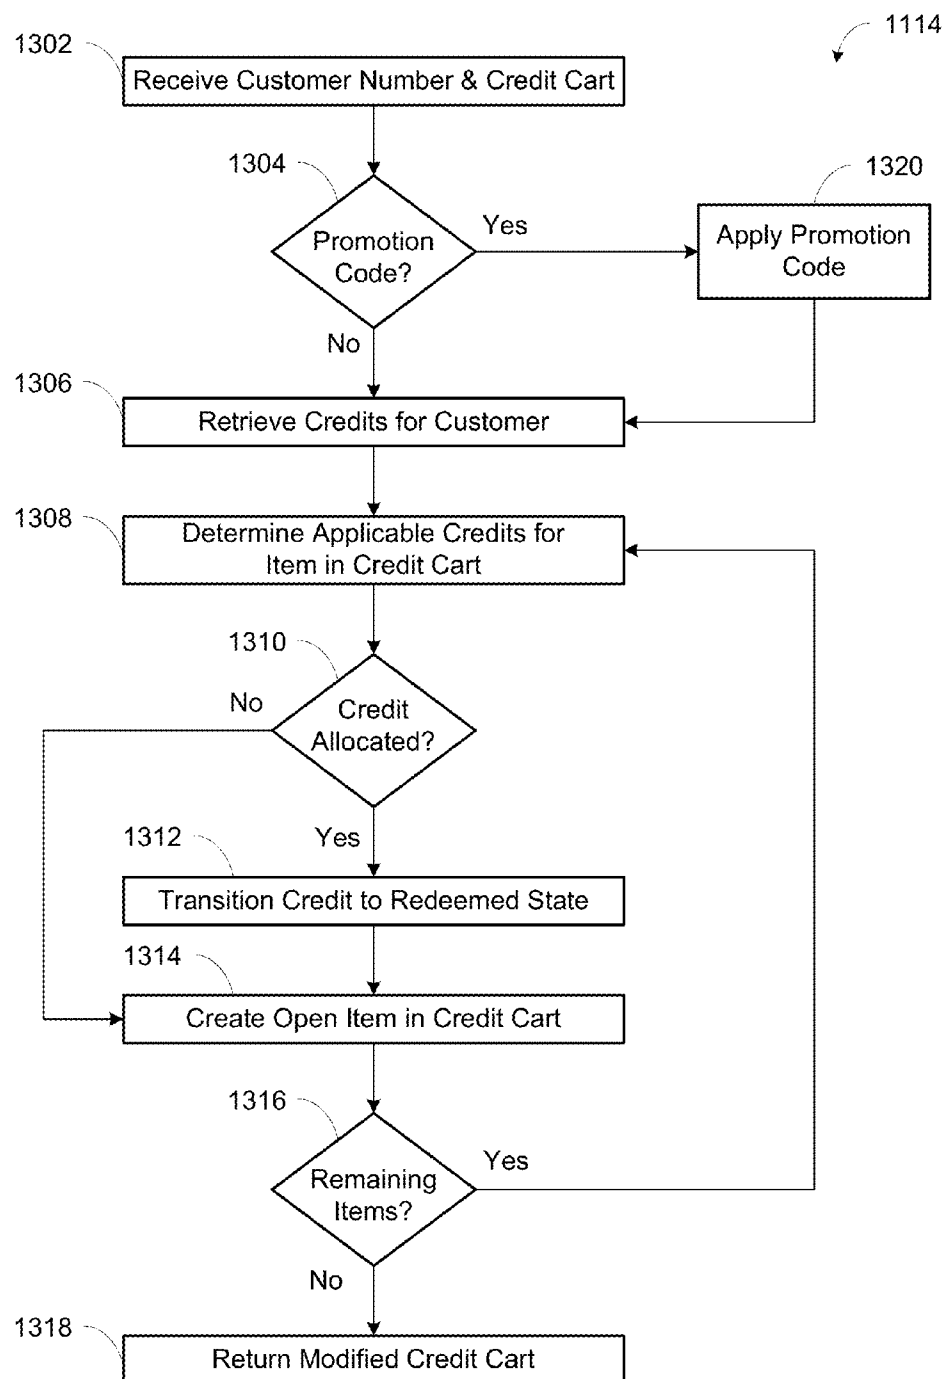 1114
1302
Receive Customer Number & Credit Cart
1304
1320
Promotion
Code?
Yes
Apply Promotion
Code
No
1306
Retrieve Credits for Customer
1308
Determine Applicable Credits for
Item in Credit Cart
1310
No
Credit
Allocated?
Yes
1312
Transition Credit to Redeemed State
1314
Create Open Item in Credit Cart
1316
Remaining
Items?
Yes
No
1318
Return Modified Credit Cart